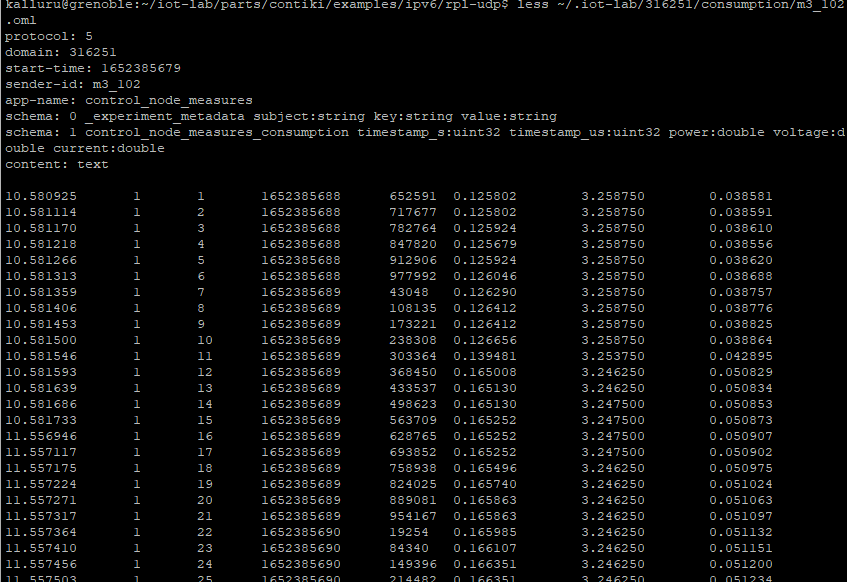 kalluru@grenoble:~/iot-lab/parts/contiki/examples/ipv6/rpl-udp$ less ~/.iot-lab/316251/consumption/m3_102
.oml
protocol: 5
domain: 316251
start-time: 1652385679
sender-id: m3_102
app-name: control_node_measures
schema: 0 _experiment_metadata subject:string key:string value:string
schema: 1 control_node_measures_consumption timestamp_s:uint32 timestamp_us:uint32 power:double voltage:d
ouble current:double
content: text
10.580925 1 1 1652385688 652591 0.125802 3.258750 0.038581
10.581114 1 2 1652385688 717677 0.125802 3.258750 0.038591
10.581170 1 3 1652385688 782764 0.125924 3.258750 0.038610
10.581218 1 4 1652385688 847820 0.125679 3.258750 0.038556
10.581266 1 5 1652385688 912906 0.125924 3.258750 0.038620
10.581313 1 6 1652385688 977992 0.126046 3.258750 0.038688
10.581359 1 7 1652385689 43048 0.126290 3.258750 0.038757
10.581406 1 8 1652385689 108135 0.126412 3.258750 0.038776
10.581453 1 9 1652385689 173221 0.126412 3.258750 0.038825
10.581500 1 10 1652385689 238308 0.126656 3.258750 0.038864
10.581546 1 11 1652385689 303364 0.139481 3.253750 0.042895
10.581593 1 12 1652385689 368450 0.165008 3.246250 0.050829
10.581639 1 13 1652385689 433537 0.165130 3.246250 0.050834
10.581686 1 14 1652385689 498623 0.165130 3.247500 0.050853
10.581733 1 15 1652385689 563709 0.165252 3.247500 0.050873
11.556946 1 16 1652385689 628765 0.165252 3.247500 0.050907
11.557117 1 17 1652385689 693852 0.165252 3.247500 0.050902
11.557175 1 18 1652385689 758938 0.165496 3.246250 0.050975
11.557224 1 19 1652385689 824025 0.165740 3.246250 0.051024
11.557271 1 20 1652385689 889081 0.165863 3.246250 0.051063
11.557317 1 21 1652385689 954167 0.165863 3.246250 0.051097
11.557364 1 22 1652385690 19254 0.165985 3.246250 0.051132
11.557410 1 23 1652385690 84340 0.166107 3.246250 0.051151
11.557456 1 24 1652385690 149396 0.166351 3.246250 0.051200
11.557503 1 25 1652385690 214482 0.166351 3.246250 0.051234